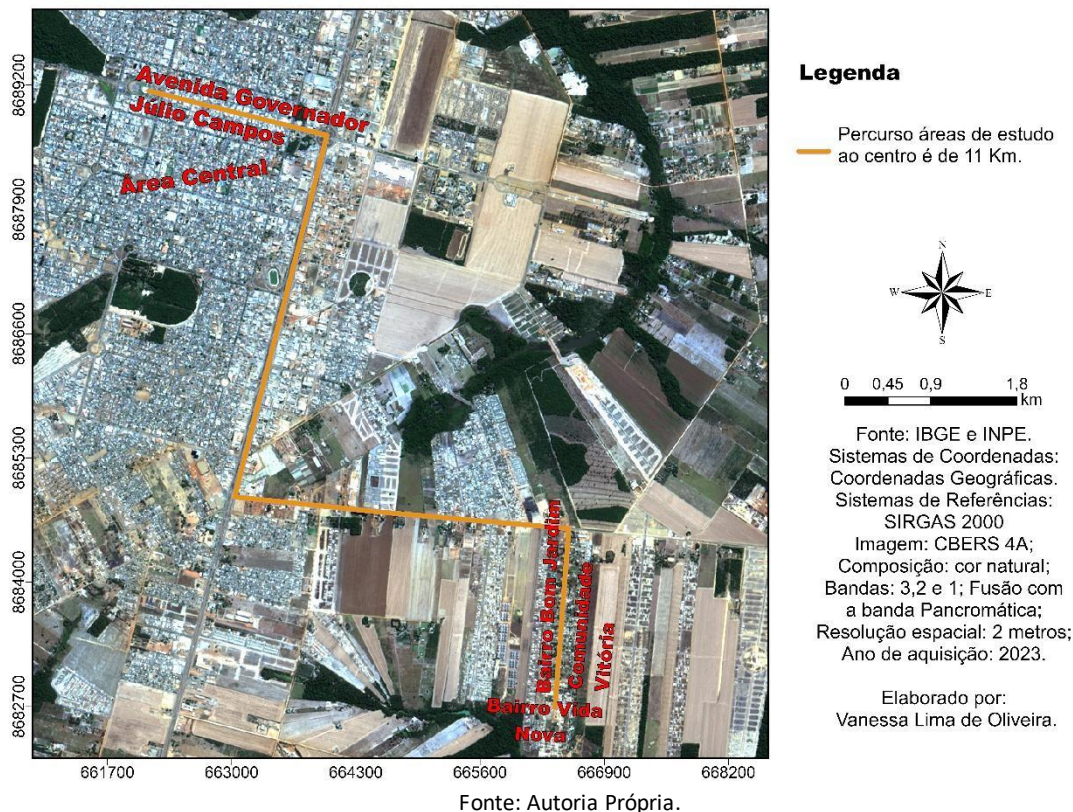 8689200
8687900
8686600
8685300
8684000
8682700
Avenida Governador
Júlio Campos
Área Central
Bairro Bom Jardim
Comunidade
Vitória
Bairro Vida
Nova
661700
663000
664300
665600
666900
668200
Legenda
Percurso áreas de estudo
ao centro é de 11 Km.
N
W
E
S
0
0,45
0,9
1,8
km
Fonte: IBGE e INPE.
Sistemas de Coordenadas:
Coordenadas Geográficas.
Sistemas de Referências:
SIRGAS 2000
Imagem: CBERS 4A;
Composição: cor natural;
Bandas: 3,2 e 1; Fusão com
a banda Pancromática;
Resolução espacial: 2 metros;
Ano de aquisição: 2023.
Elaborado por:
Vanessa Lima de Oliveira.
Fonte: Autoria Própria.